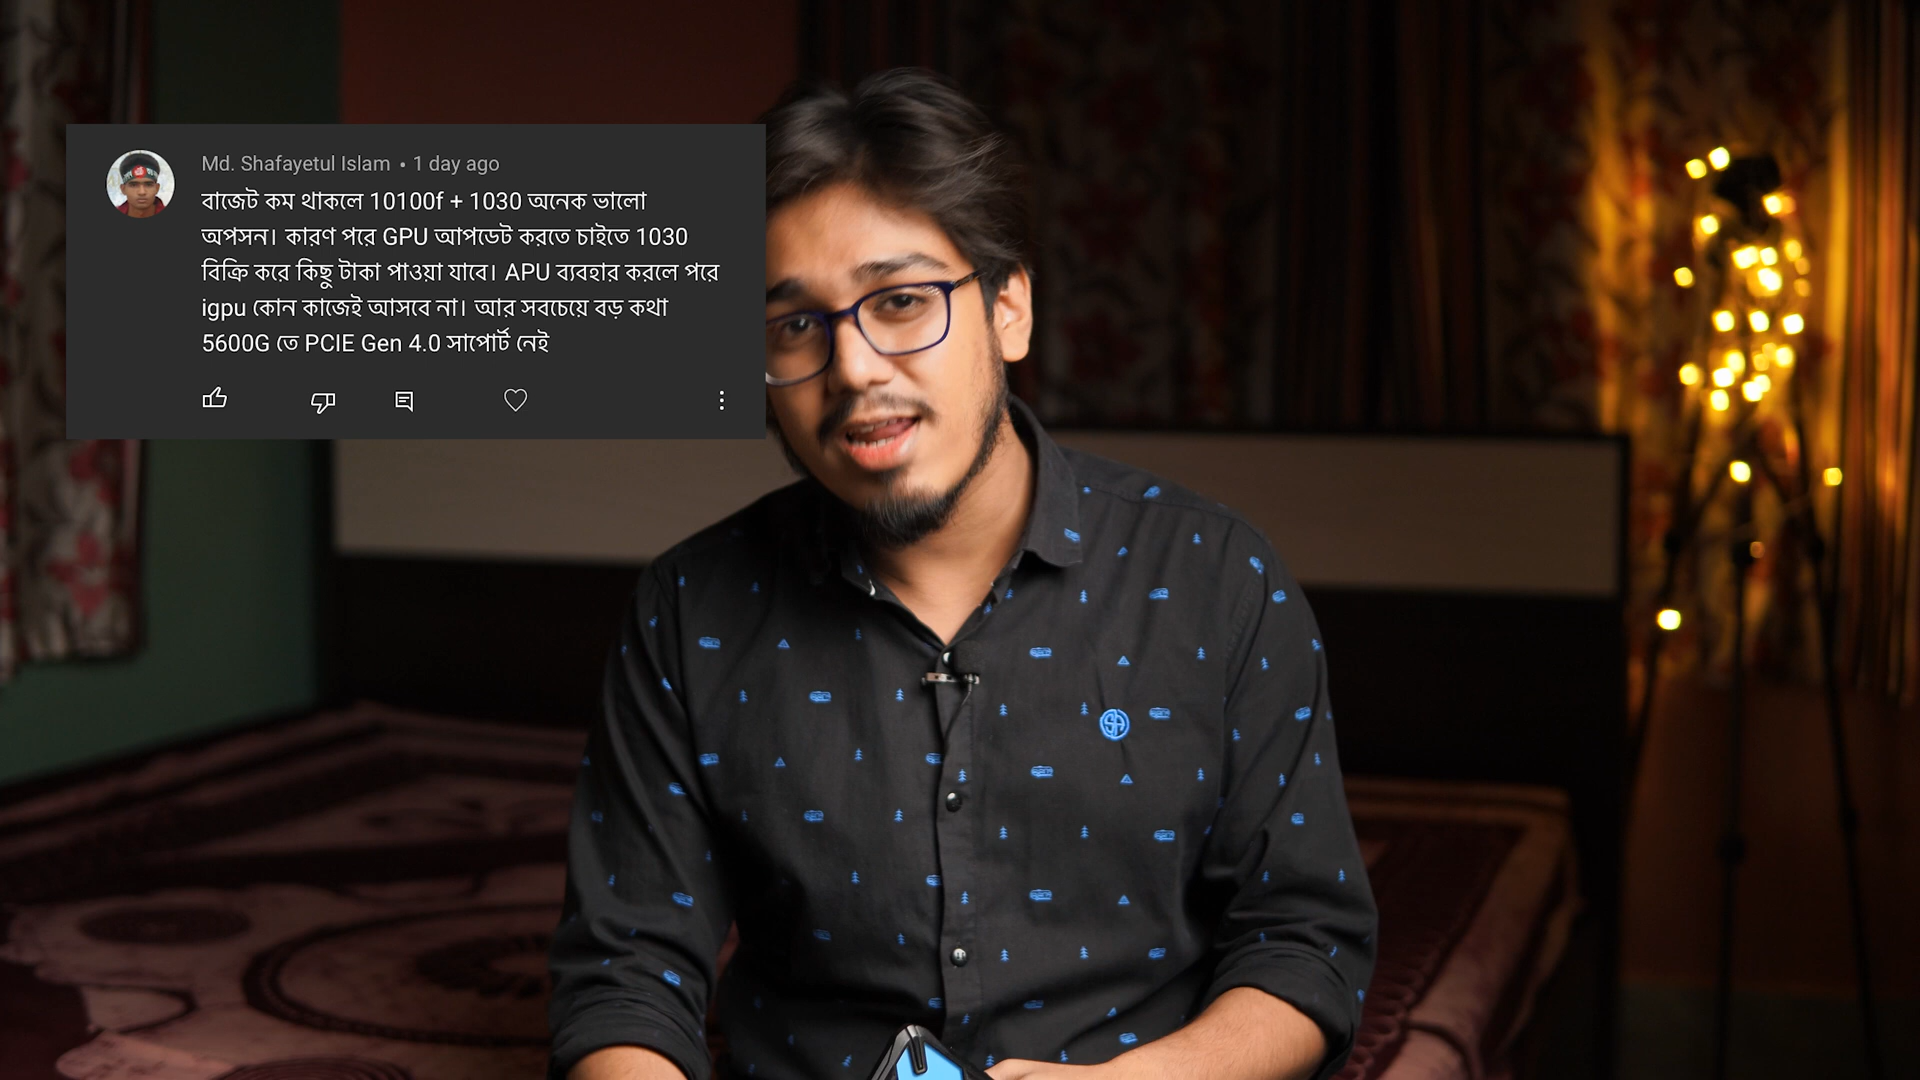 Md. Shafayetul Islam • 1 day ago
বাজেট কম থাকলে 10100f + 1030 অনেক ভালো
অপসন। কারণ পরে GPU আপডেট করতে চাইতে 1030
বিক্রি করে কিছু টাকা পাওয়া যাবে। APU ব্যবহার করলে পরে
igpu কোন কাজেই আসবে না। আর সবচেয়ে বড় কথা
5600G তে PCIE Gen 4.0 সাপোর্ট নেই